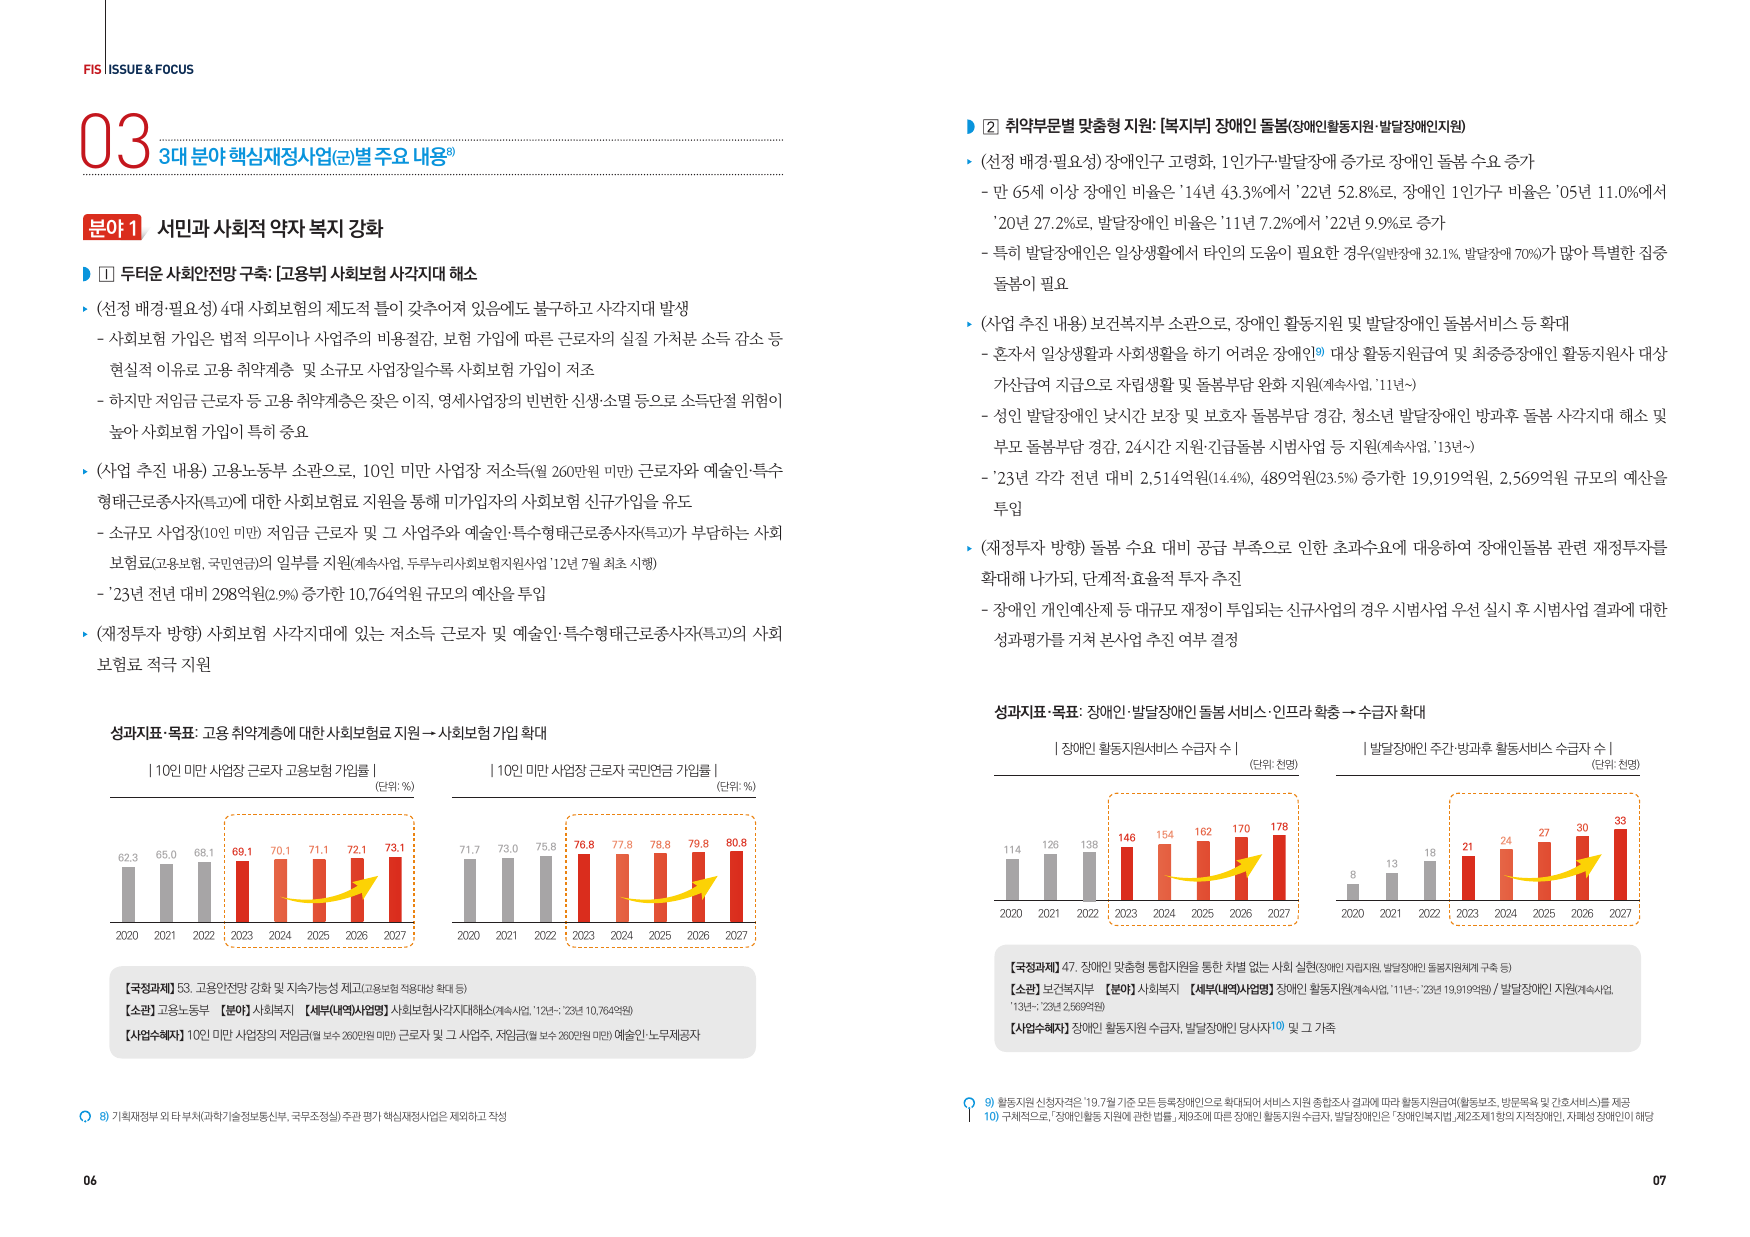 FIS ISSUE & FOCUS
03
3대 분야 핵심재정사업(군)별 주요 내용8)
분야 1 서민과 사회적 약자 복지 강화
1 두터운 사회안전망 구축: [고용부] 사회보험 사각지대 해소
(선정 배경·필요성) 4대 사회보험의 제도적 틀이 갖추어져 있음에도 불구하고 사각지대 발생
- 사회보험 가입은 법적 의무이나 사업주의 비용절감, 보험 가입에 따른 근로자의 실질 가처분 소득 감소 등
현실적 이유로 고용 취약계층 및 소규모 사업장일수록 사회보험 가입이 저조
- 하지만 저임금 근로자 등 고용 취약계층은 잦은 이직, 영세사업장의 빈번한 신생·소멸 등으로 소득단절 위험이
높아 사회보험 가입이 특히 중요
(사업 추진 내용) 고용노동부 소관으로, 10인 미만 사업장 저소득(월 260만원 미만) 근로자와 예술인·특수
형태근로종사자(특고)에 대한 사회보험료 지원을 통해 미가입자의 사회보험 신규가입을 유도
- 소규모 사업장(10인 미만) 저임금 근로자 및 그 사업주와 예술인·특수형태근로종사자(특고)가 부담하는 사회
보험료(고용보험, 국민연금)의 일부를 지원(계속사업, 두루누리사회보험지원사업 ’12년 7월 최초 시행)
- ’23년 전년 대비 298억원(2.9%) 증가한 10,764억원 규모의 예산을 투입
(재정투자 방향) 사회보험 사각지대에 있는 저소득 근로자 및 예술인·특수형태근로종사자(특고)의 사회
보험료 적극 지원
성과지표·목표: 고용 취약계층에 대한 사회보험료 지원 → 사회보험 가입 확대
| 10인 미만 사업장 근로자 고용보험 가입률 |
(단위: %)
62.3 65.0 68.1 69.1 70.1 71.1 72.1 73.1
2020 2021 2022 2023 2024 2025 2026 2027
| 10인 미만 사업장 근로자 국민연금 가입률 |
(단위: %)
71.7 73.0 75.8 76.8 77.8 78.8 79.8 80.8
2020 2021 2022 2023 2024 2025 2026 2027
【국정과제】 53. 고용안전망 강화 및 지속가능성 제고(고용보험 적용대상 확대 등)
【소관】 고용노동부 【분야】 사회복지 【세부(내역)사업명】 사회보험사각지대해소(계속사업, ’12년~; ’23년 10,764억원)
【사업수혜자】 10인 미만 사업장의 저임금(월 보수 260만원 미만) 근로자 및 그 사업주, 저임금(월 보수 260만원 미만) 예술인·노무제공자
8) 기획재정부 외 타 부처(과학기술정보통신부, 국무조정실) 주관 평가 핵심재정사업은 제외하고 작성
06
2 취약부문별 맞춤형 지원: [복지부] 장애인 돌봄(장애인활동지원·발달장애인지원)
(선정 배경·필요성) 장애인구 고령화, 1인가구·발달장애 증가로 장애인 돌봄 수요 증가
- 만 65세 이상 장애인 비율은 ’14년 43.3%에서 ’22년 52.8%로, 장애인 1인가구 비율은 ’05년 11.0%에서
’20년 27.2%로, 발달장애인 비율은 ’11년 7.2%에서 ’22년 9.9%로 증가
- 특히 발달장애인은 일상생활에서 타인의 도움이 필요한 경우(일반장애 32.1%, 발달장애 70%)가 많아 특별한 집중
돌봄이 필요
(사업 추진 내용) 보건복지부 소관으로, 장애인 활동지원 및 발달장애인 돌봄서비스 등 확대
- 혼자서 일상생활과 사회생활을 하기 어려운 장애인9) 대상 활동지원급여 및 최중증장애인 활동지원사 대상
가산급여 지급으로 자립생활 및 돌봄부담 완화 지원(계속사업, ’11년~)
- 성인 발달장애인 낮시간 보장 및 보호자 돌봄부담 경감, 청소년 발달장애인 방과후 돌봄 사각지대 해소 및
부모 돌봄부담 경감, 24시간 지원·긴급돌봄 시범사업 등 지원(계속사업, ’13년~)
- ’23년 각각 전년 대비 2,514억원(14.4%), 489억원(23.5%) 증가한 19,919억원, 2,569억원 규모의 예산을
투입
(재정투자 방향) 돌봄 수요 대비 공급 부족으로 인한 초과수요에 대응하여 장애인돌봄 관련 재정투자를
확대해 나가되, 단계적·효율적 투자 추진
- 장애인 개인예산제 등 대규모 재정이 투입되는 신규사업의 경우 시범사업 우선 실시 후 시범사업 결과에 대한
성과평가를 거쳐 본사업 추진 여부 결정
성과지표·목표: 장애인·발달장애인 돌봄 서비스·인프라 확충 → 수급자 확대
| 장애인 활동지원서비스 수급자 수 |
(단위: 천명)
114 126 138 146 154 162 170 178
2020 2021 2022 2023 2024 2025 2026 2027
| 발달장애인 주간·방과후 활동서비스 수급자 수 |
(단위: 천명)
8 13 18 21 24 27 30 33
2020 2021 2022 2023 2024 2025 2026 2027
【국정과제】 47. 장애인 맞춤형 통합지원을 통한 차별 없는 사회 실현(장애인 자립지원, 발달장애인 돌봄지원체계 구축 등)
【소관】 보건복지부 【분야】 사회복지 【세부(내역)사업명】 장애인 활동지원(계속사업, ’11년~; ’23년 19,919억원) / 발달장애인 지원(계속사업,
’13년~; ’23년 2,569억원)
【사업수혜자】 장애인 활동지원 수급자, 발달장애인 당사자10) 및 그 가족
9) 활동지원 신청자격은 ’19.7월 기준 모든 등록장애인으로 확대되어 서비스 지원 종합조사 결과에 따라 활동지원급여(활동보조, 방문목욕 및 간호서비스)를 제공
10) 구체적으로, 「장애인활동 지원에 관한 법률」 제9조에 따른 장애인 활동지원 수급자, 발달장애인은 「장애인복지법」제2조제1항의 지적장애인, 자폐성 장애인이 해당
07